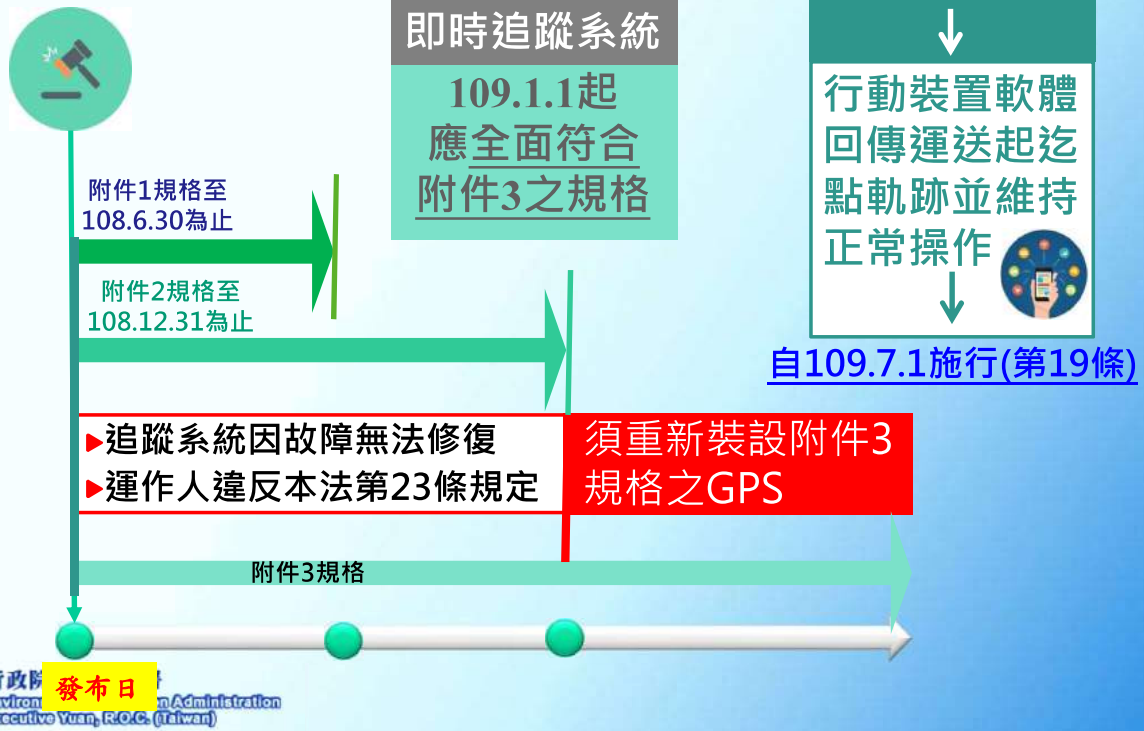 即時追蹤系統
109.1.1起
應全面符合
附件3之規格
行動裝置軟體
回傳運送起迄
點軌跡並維持
正常操作
自109.7.1施行(第19條)
附件1規格至
108.6.30為止
附件2規格至
108.12.31為止
追蹤系統因故障無法修復
運作人違反本法第23條規定
須重新裝設附件3
規格之GPS
附件3規格
發布日
政院
Administration
Yuan, R.O.C. (Taiwan)